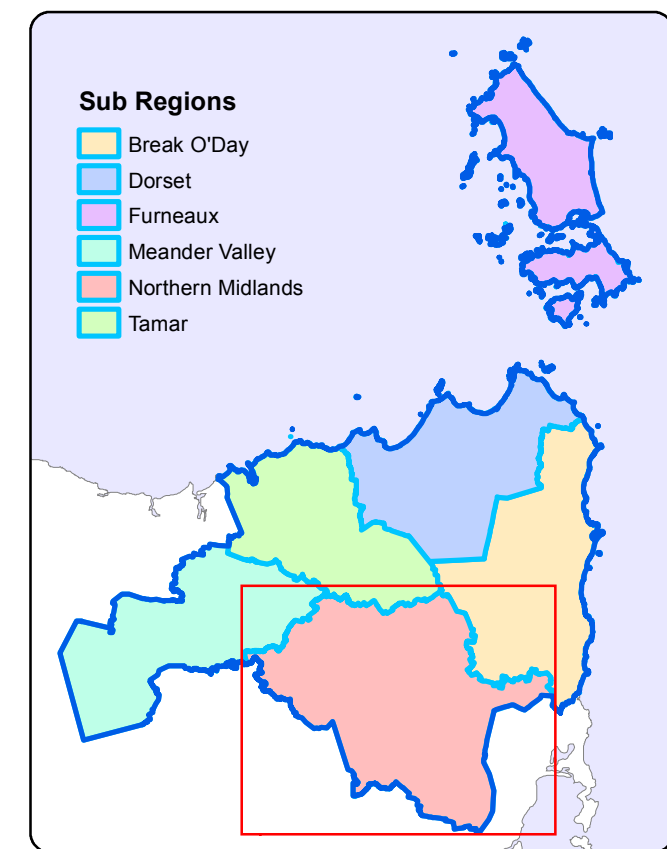 Sub Regions
Break O'Day
Dorset
Furneaux
Meander Valley
Northern Midlands
Tamar